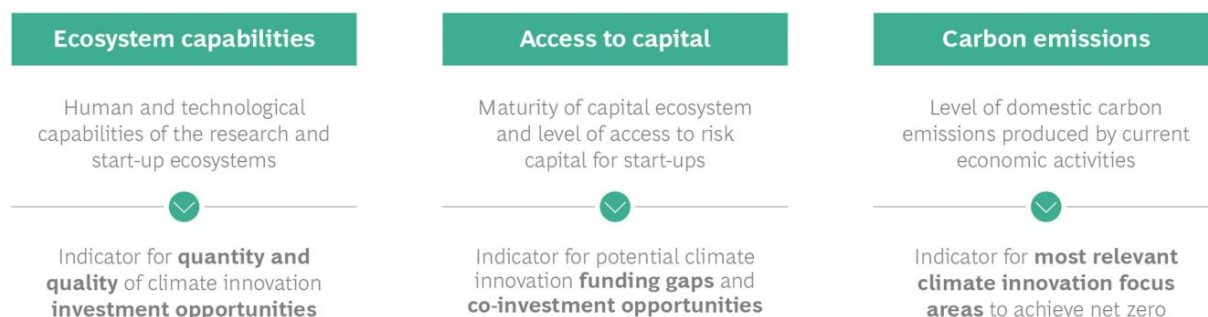 Ecosystem capabilities
Human and technological
capabilities of the research and
start-up ecosystems
Indicator for quantity and
quality of climate innovation
investment opportunities
Access to capital
Maturity of capital ecosystem
and level of access to risk
capital for start-ups
Indicator for potential climate
innovation funding gaps and
co-investment opportunities
Carbon emissions
Level of domestic carbon
emissions produced by current
economic activities
Indicator for most relevant
climate innovation focus
areas to achieve net zero